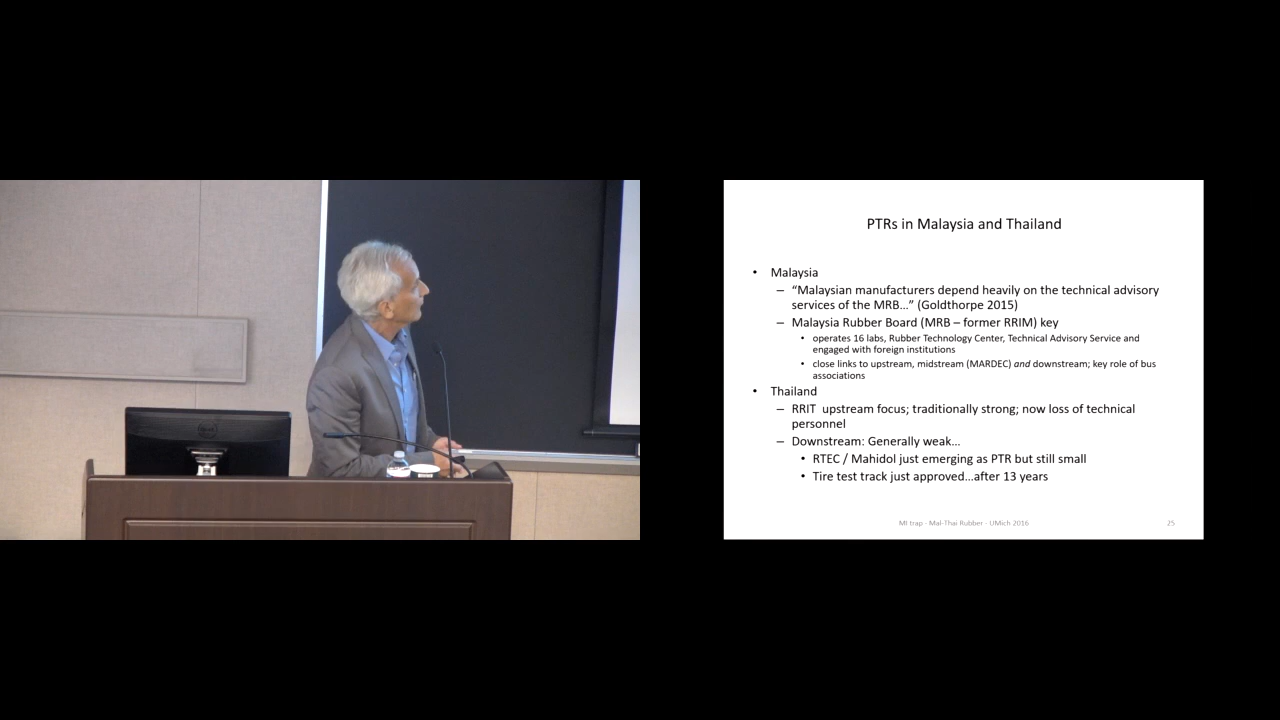 PTRs in Malaysia and Thailand
• Malaysia
– “Malaysian manufacturers depend heavily on the technical advisory
services of the MRB…” (Goldthorpe 2015)
– Malaysia Rubber Board (MRB – former RRIM) key
• operates 16 labs, Rubber Technology Center, Technical Advisory Service and
engaged with foreign institutions
• close links to upstream, midstream (MARDEC) and downstream; key role of bus
associations
• Thailand
– RRIT upstream focus; traditionally strong; now loss of technical
personnel
– Downstream: Generally weak…
• RTEC / Mahidol just emerging as PTR but still small
• Tire test track just approved…after 13 years
MI trap - Mal-Thai Rubber - UMich 2016
25